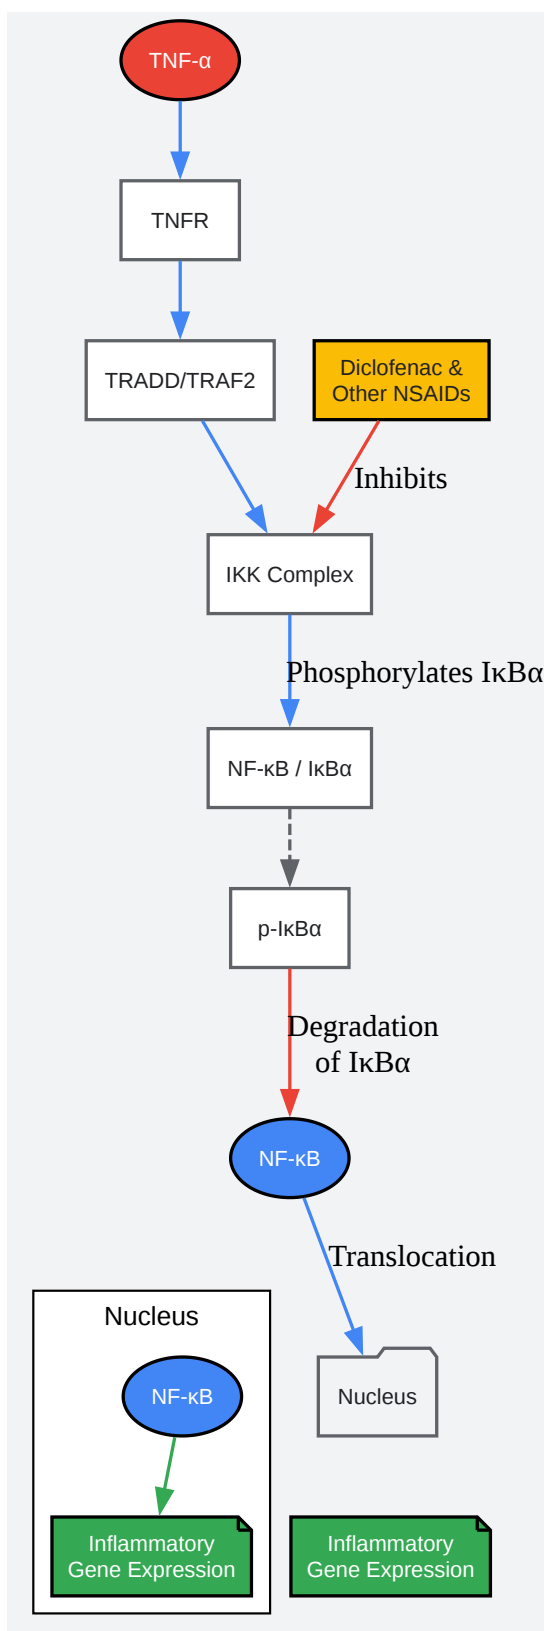 TNF-α
TNFR
TRADD/TRAF2
Diclofenac &
Other NSAIDs
Inhibits
IKK Complex
Phosphorylates IκBα
NF-κB / IκBα
p-IκBα
Degradation
of IκBα
NF-κB
Translocation
Nucleus
NF-κB
Nucleus
Inflammatory
Gene Expression
Inflammatory
Gene Expression